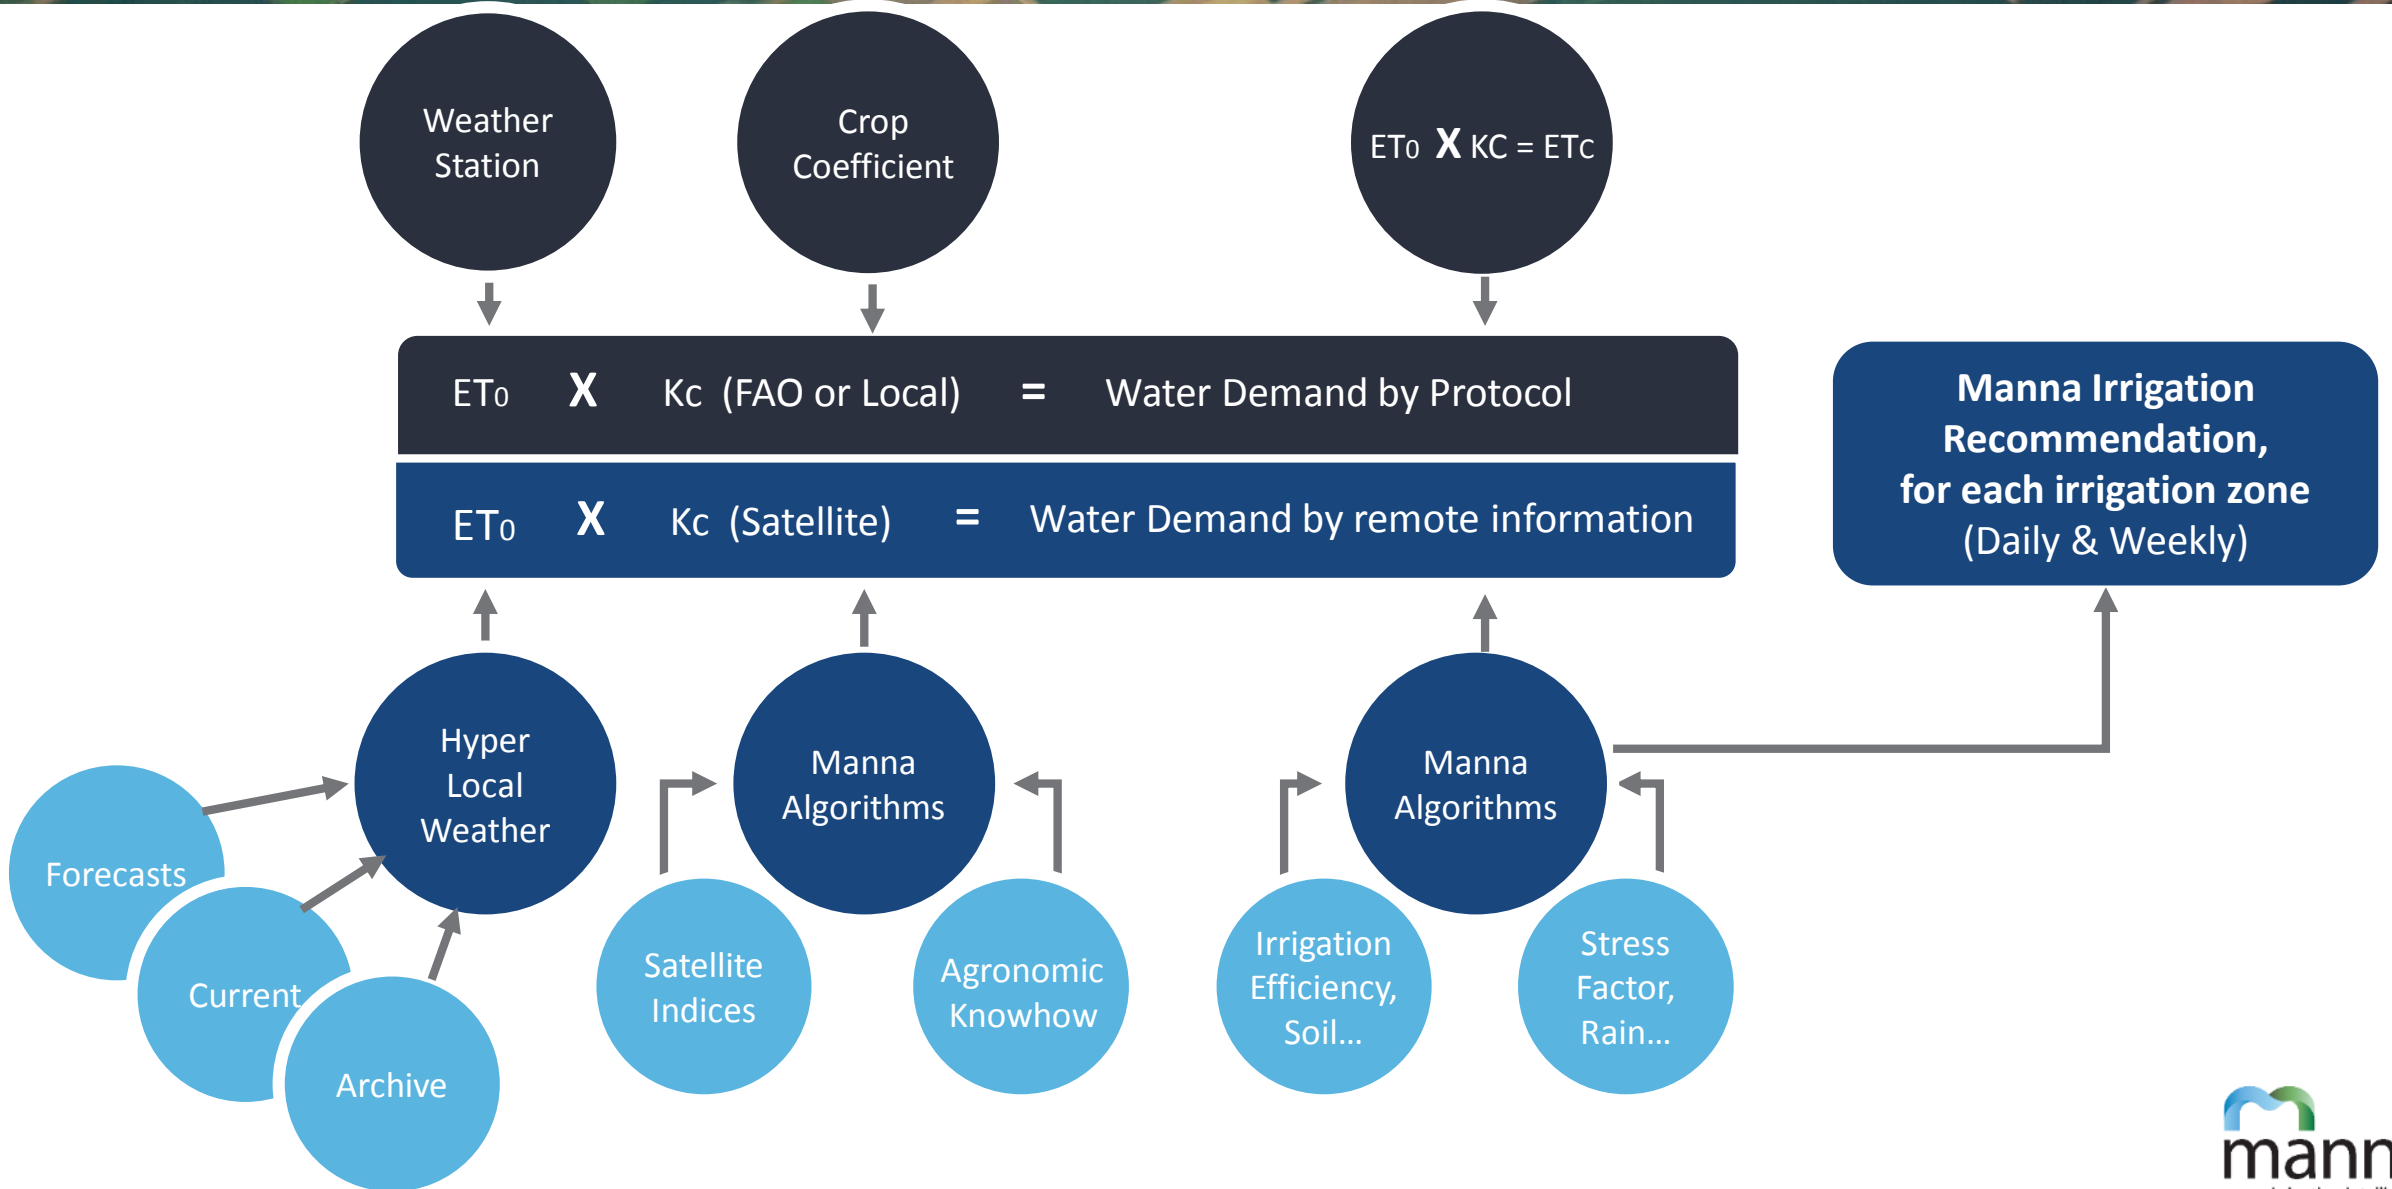 Weather
Station
Crop
Coefficient
ET0 X KC = ETC
ET0 X Kc (FAO or Local) = Water Demand by Protocol
ET0 X Kc (Satellite) = Water Demand by remote information
Manna Irrigation
Recommendation,
for each irrigation zone
(Daily & Weekly)
Hyper
Local
Weather
Manna
Algorithms
Manna
Algorithms
Forecasts
Current
Archive
Satellite
Indices
Agronomic
Knowhow
Irrigation
Efficiency,
Soil...
Stress
Factor,
Rain...
mann